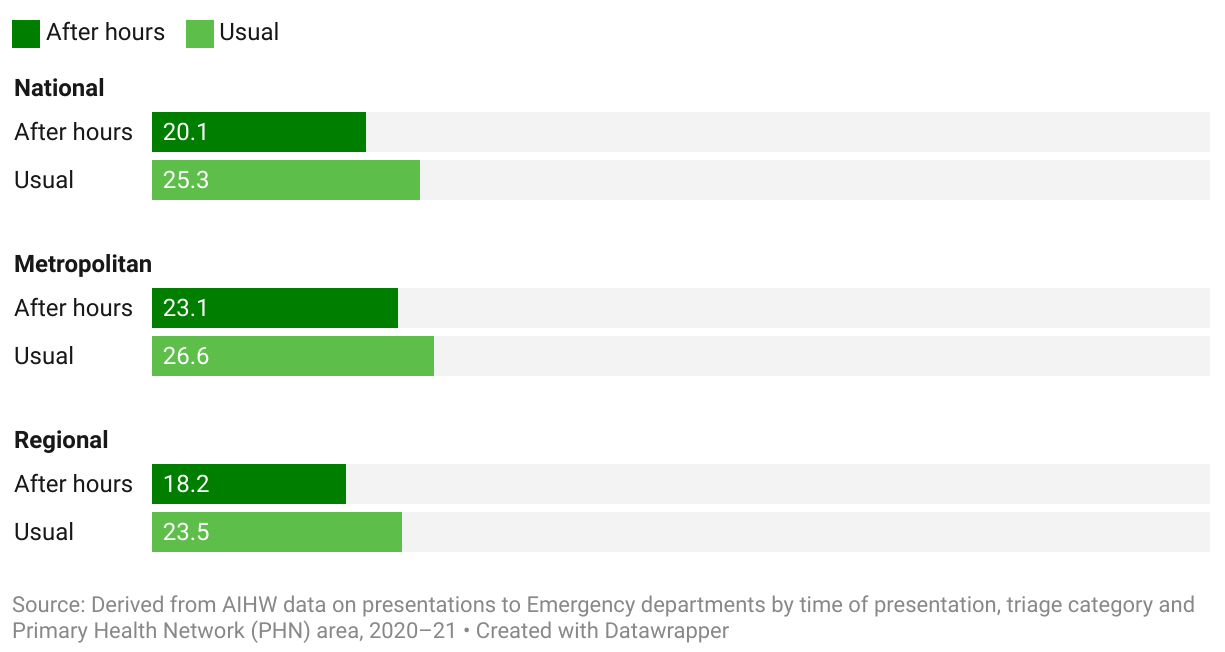 After hours Usual
National
After hours 20.1
Usual 25.3
Metropolitan
After hours 23.1
Usual 26.6
Regional
After hours 18.2
Usual 23.5
Source: Derived from AIHW data on presentations to Emergency departments by time of presentation, triage category and
Primary Health Network (PHN) area, 2020–21 • Created with Datawrapper